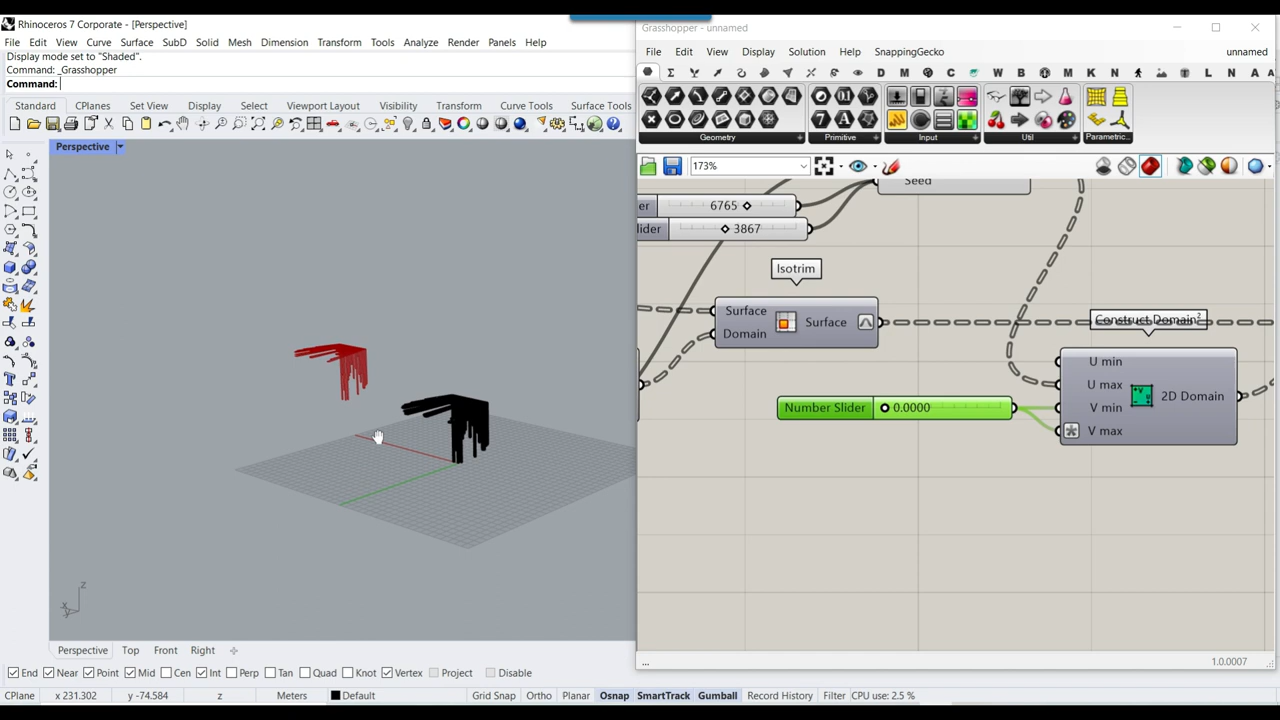 Rhinoceros 7 Corporate - [Perspective]
File Edit View Curve Surface SubD Solid Mesh Dimension Transform Tools Analyze Render Panels Help
Display mode set to "Shaded".
Command: _Grasshopper
Command:
Standard CPlanes Set View Display Select Viewport Layout Visibility Transform Curve Tools Surface Tools
Perspective
z
x
y
Perspective Top Front Right
End Near Point Mid Cen Int Perp Tan Quad Knot Vertex Project Disable
CPlane x 231.302 y -74.584 z Meters Default Grid Snap Ortho Planar Osnap SmartTrack Gumball Record History Filter CPU use: 2.5 %
Grasshopper - unnamed
File Edit View Display Solution Help SnappingGecko unnamed
D M C W B M K N L N A A
Geometry Primitive Input Util Parametric...
173%
Seed
er 6765
lider 3867
Isotrim
Surface
Domain
Surface
Construct Domain²
U min
U max
V min
V max
2D Domain
Number Slider 0.0000
... 1.0.0007